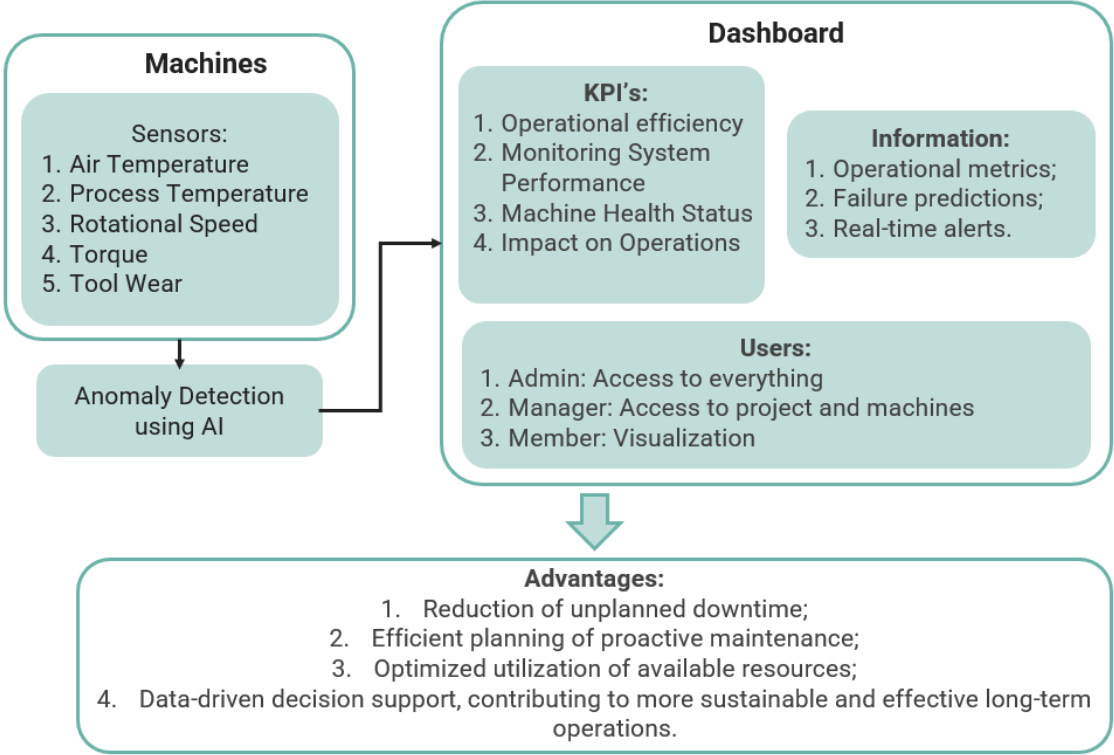 Machines
Sensors:
1. Air Temperature
2. Process Temperature
3. Rotational Speed
4. Torque
5. Tool Wear
Anomaly Detection
using AI
Dashboard
KPI's:
1. Operational efficiency
2. Monitoring System
Performance
3. Machine Health Status
4. Impact on Operations
Information:
1. Operational metrics;
2. Failure predictions;
3. Real-time alerts.
Users:
1. Admin: Access to everything
2. Manager: Access to project and machines
3. Member: Visualization
Advantages:
1. Reduction of unplanned downtime;
2. Efficient planning of proactive maintenance;
3. Optimized utilization of available resources;
4. Data-driven decision support, contributing to more sustainable and effective long-term
operations.